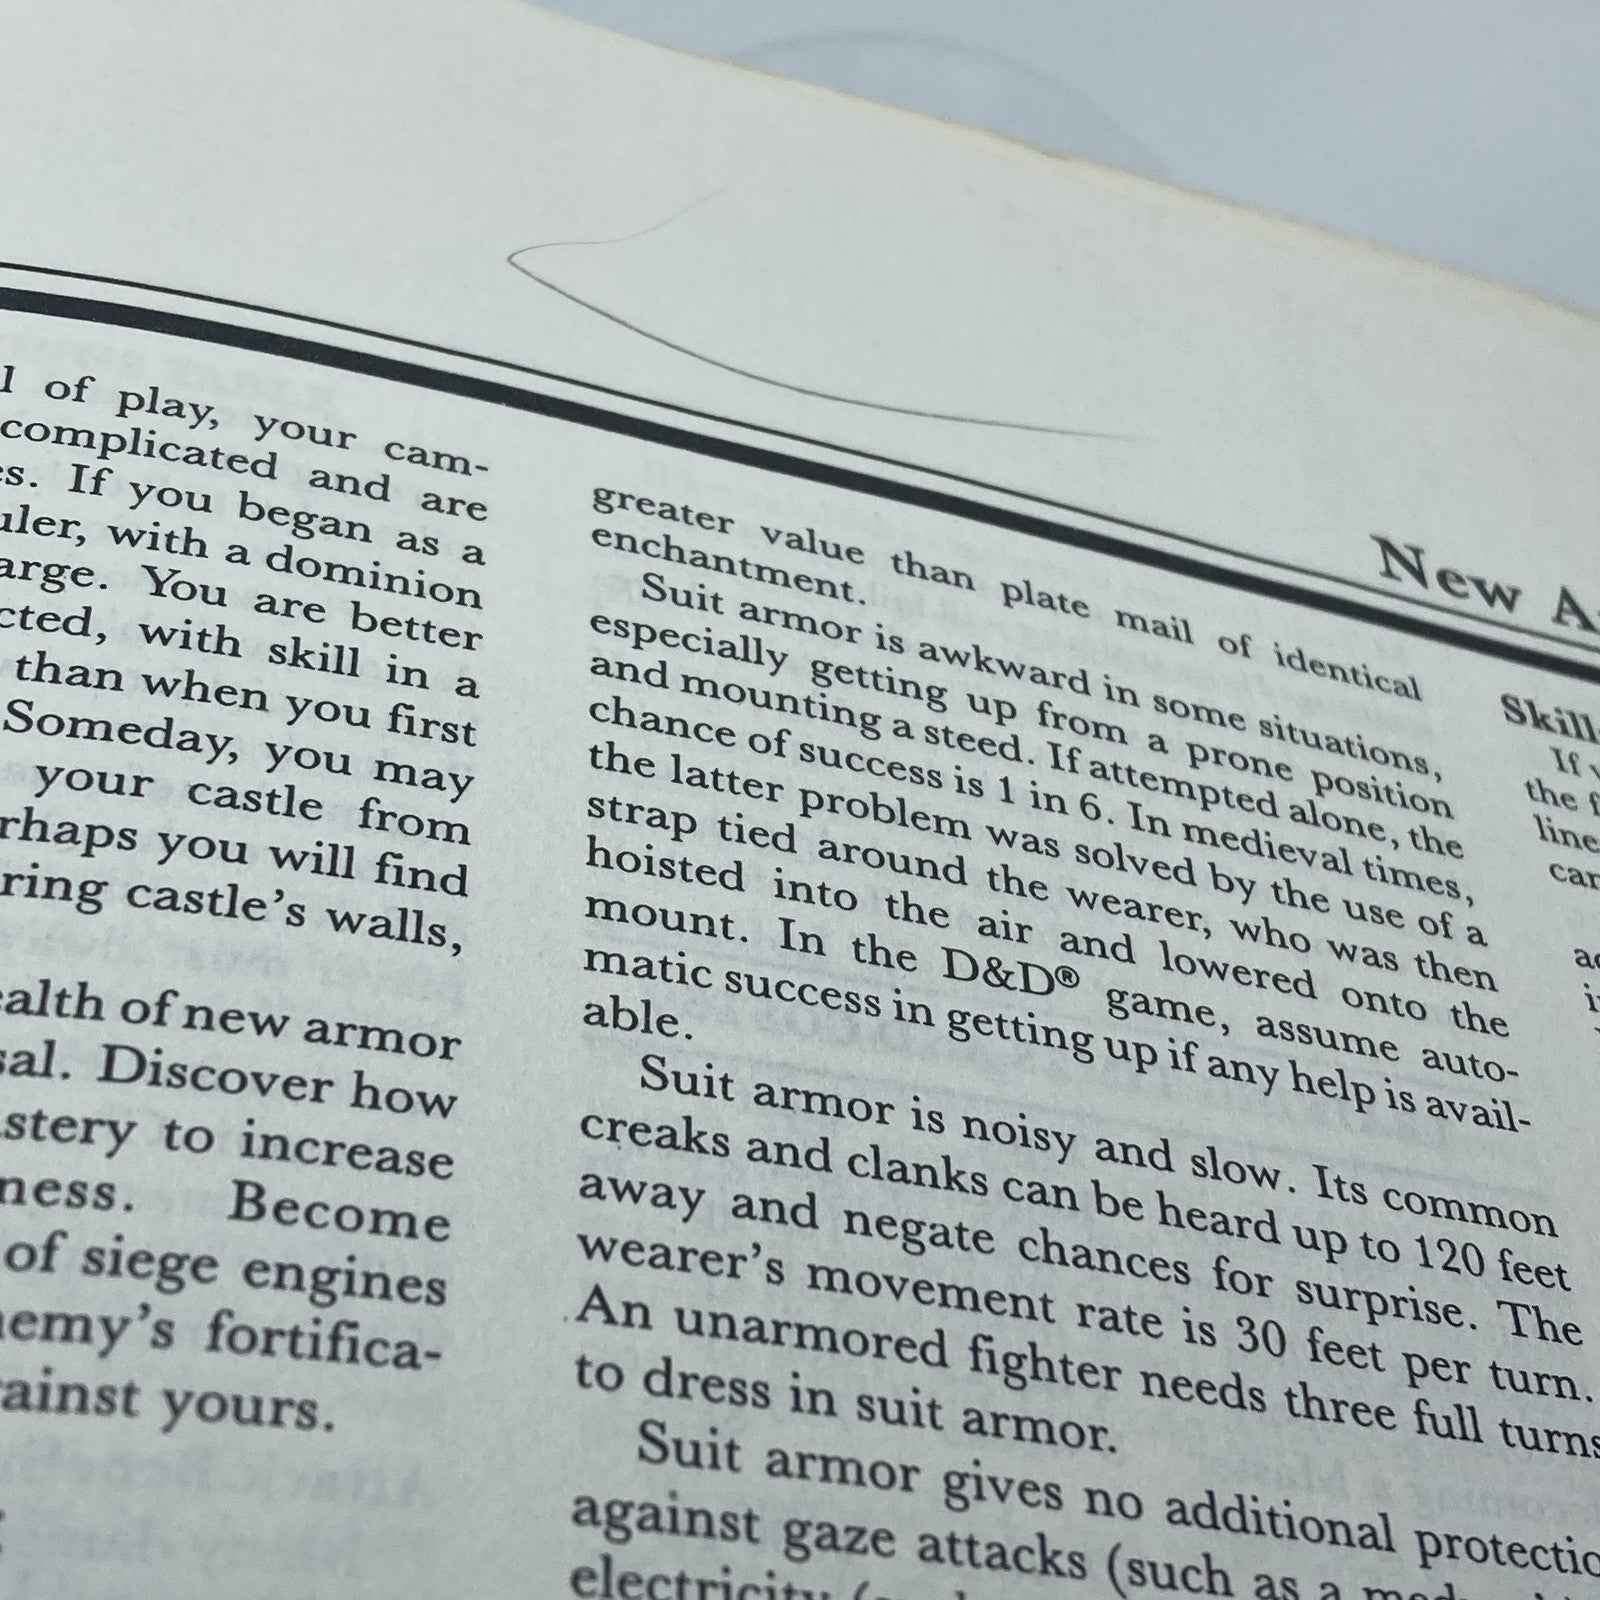 New
l of play, your cam-
complicated and are
s. If you began as a
uler, with a dominion
arge. You are better
cted, with skill in a
than when you first
Someday, you may
your castle from
rhaps you will find
ring castle's walls,
ealth of new armor
sal. Discover how
stery to increase
ness. Become
of siege engines
nemy's fortifica-
ainst yours.
greater value than plate mail of identical
enchantment.
Suit armor is awkward in some situations,
especially getting up from a prone position
and mounting a steed. If attempted alone, the
chance of success is 1 in 6. In medieval times,
the latter problem was solved by the use of a
strap tied around the wearer, who was then
hoisted into the air and lowered onto the
mount. In the D&D® game, assume auto-
matic success in getting up if any help is avail-
able.
Suit armor is noisy and slow. Its common
creaks and clanks can be heard up to 120 feet
away and negate chances for surprise. The
wearer's movement rate is 30 feet per turn.
An unarmored fighter needs three full turns
to dress in suit armor.
Suit armor gives no additional protectio
against gaze attacks (such as a
electricity
Skill
If
the f
line
car